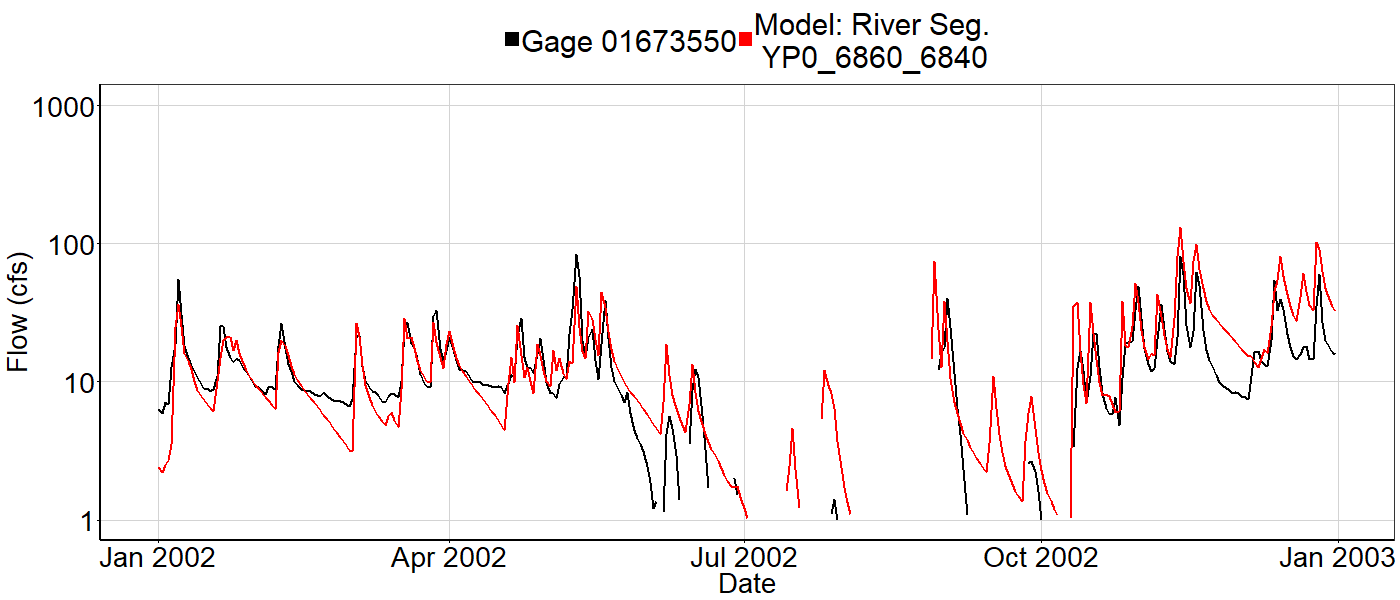 Gage 01673550
Model: River Seg.
YP0_6860_6840
1000
100
10
1
Flow (cfs)
Jan 2002
Apr 2002
Jul 2002
Oct 2002
Jan 2003
Date